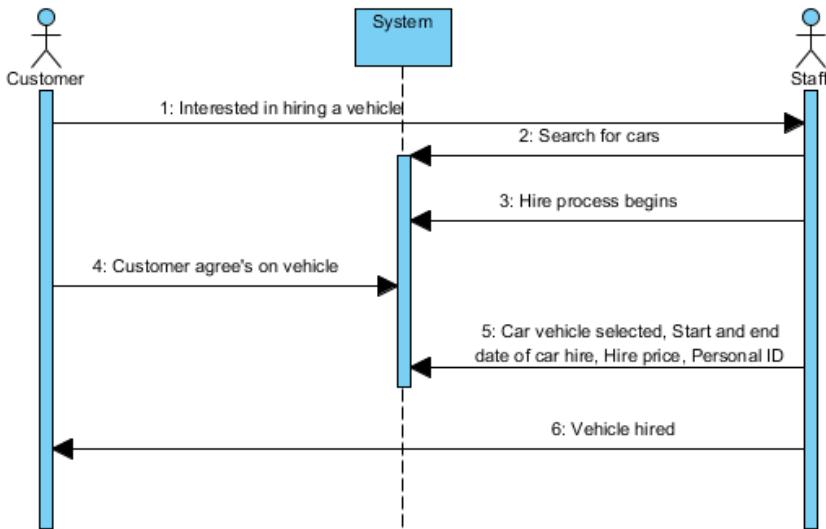 System
Customer
Staff
1: Interested in hiring a vehicle
2: Search for cars
3: Hire process begins
4: Customer agree's on vehicle
5: Car vehicle selected, Start and end
date of car hire, Hire price, Personal ID
6: Vehicle hired